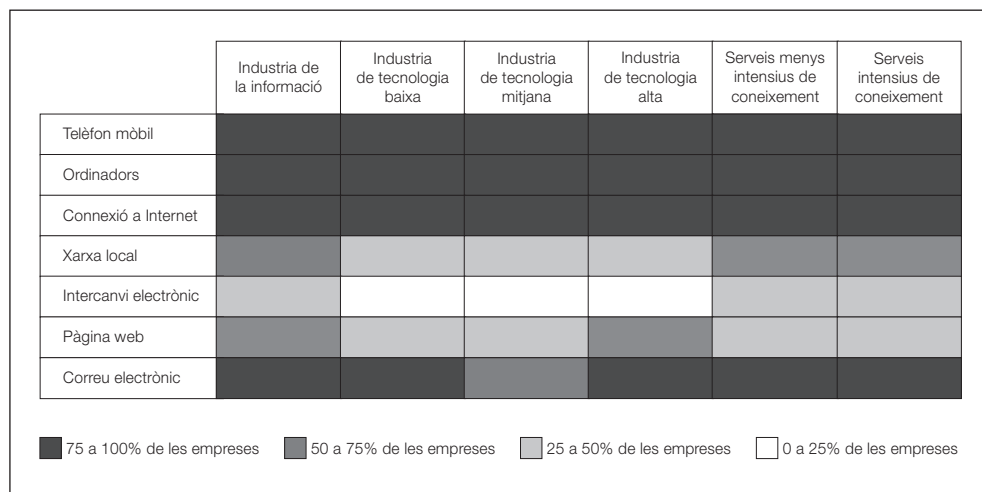 Industria de
la informació
Industria
de tecnologia
baixa
Industria
de tecnologia
mitjana
Industria
de tecnologia
alta
Serveis menys
intensius de
coneixement
Serveis
intensius de
coneixement
Telèfon mòbil
Ordinadors
Connexió a Internet
Xarxa local
Intercanvi electrònic
Pàgina web
Correu electrònic
75 a 100% de les empreses
50 a 75% de les empreses
25 a 50% de les empreses
0 a 25% de les empreses